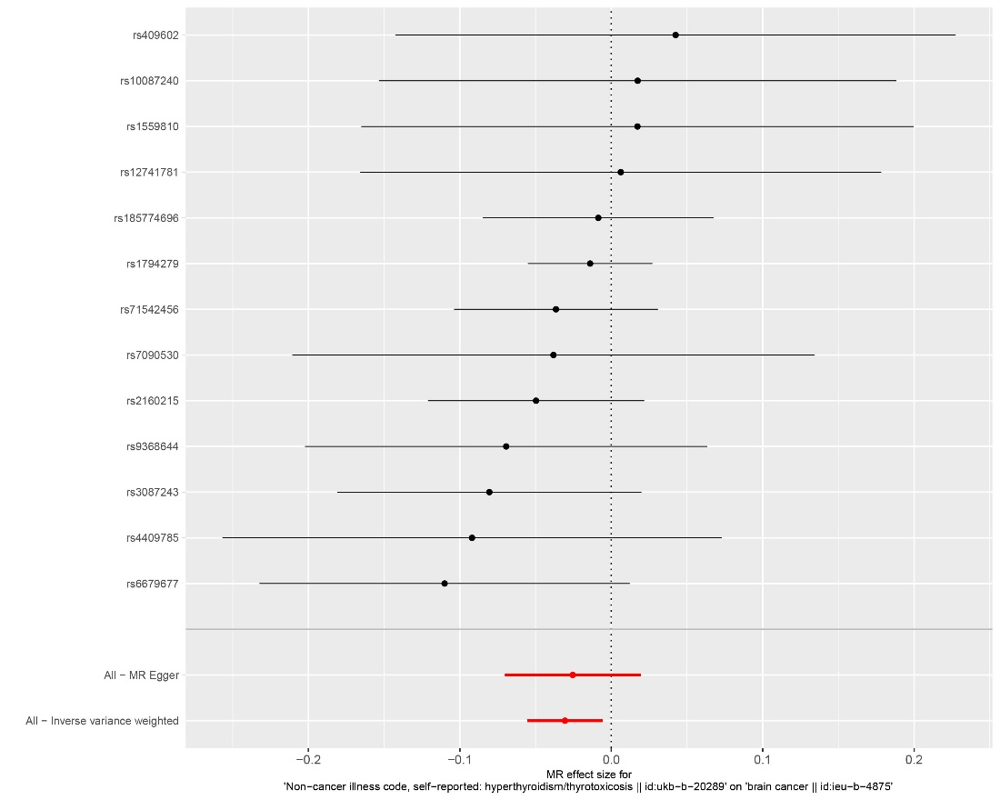 rs409602
rs10087240
rs1559810
rs12741781
rs185774696
rs1794279
rs71542456
rs7090530
rs2160215
rs9368644
rs3087243
rs4409785
rs6679677
All − MR Egger
All − Inverse variance weighted
−0.2 −0.1 0.0 0.1 0.2
MR effect size for
'Non−cancer illness code, self−reported: hyperthyroidism/thyrotoxicosis || id:ukb−b−20289' on 'brain cancer || id:ieu−b−4875'